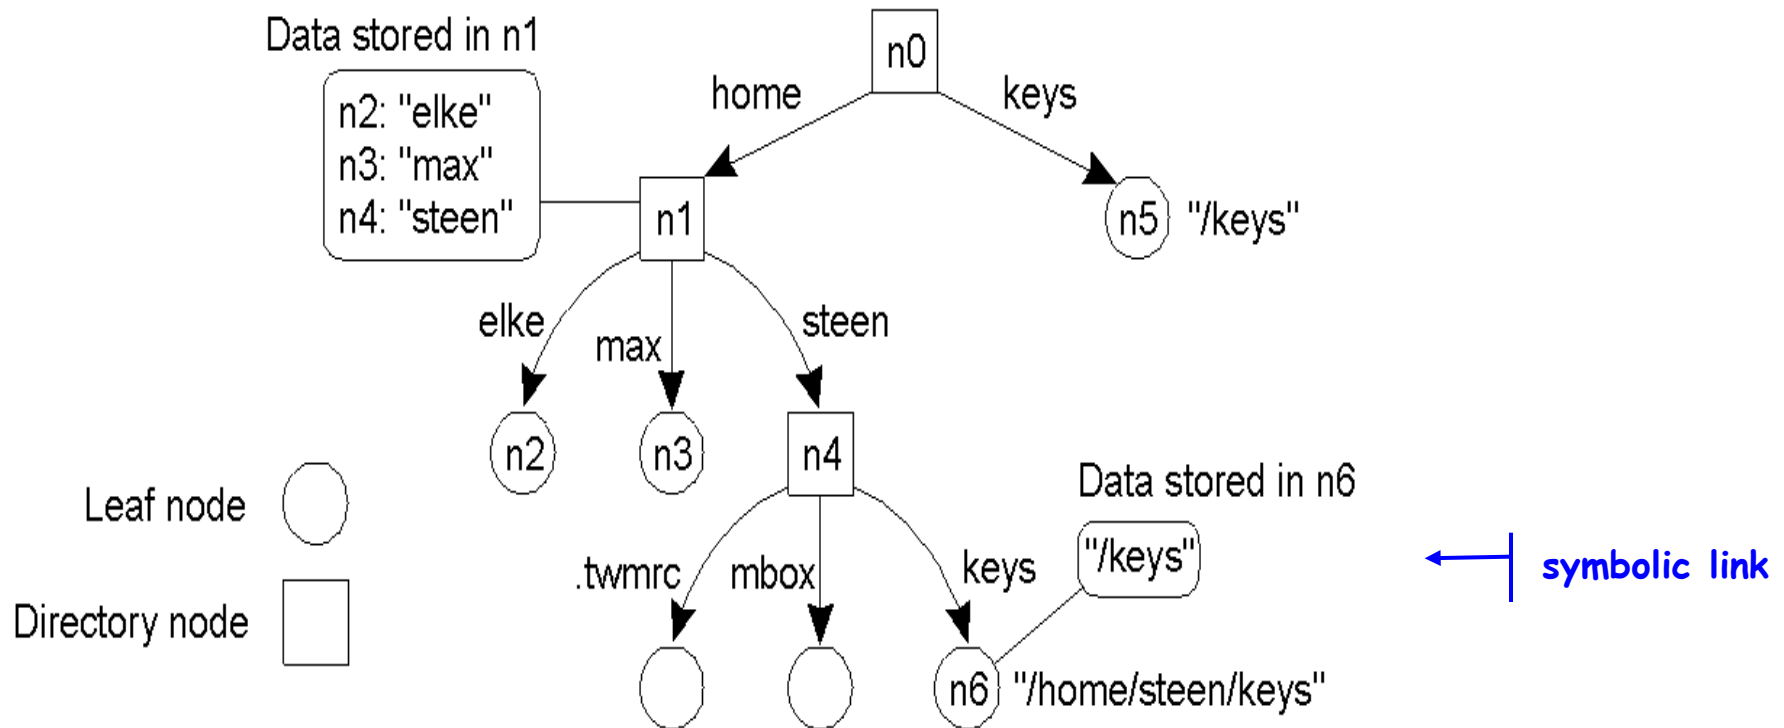 Data stored in n1
n0
n2: "elke"
n3: "max"
n4: "steen"
home
keys
n1
n5 "/keys"
elke
max
steen
n2
n3
n4
Data stored in n6
Leaf node
"/keys"
symbolic link
.twmrc
mbox
keys
Directory node
n6 "/home/steen/keys"